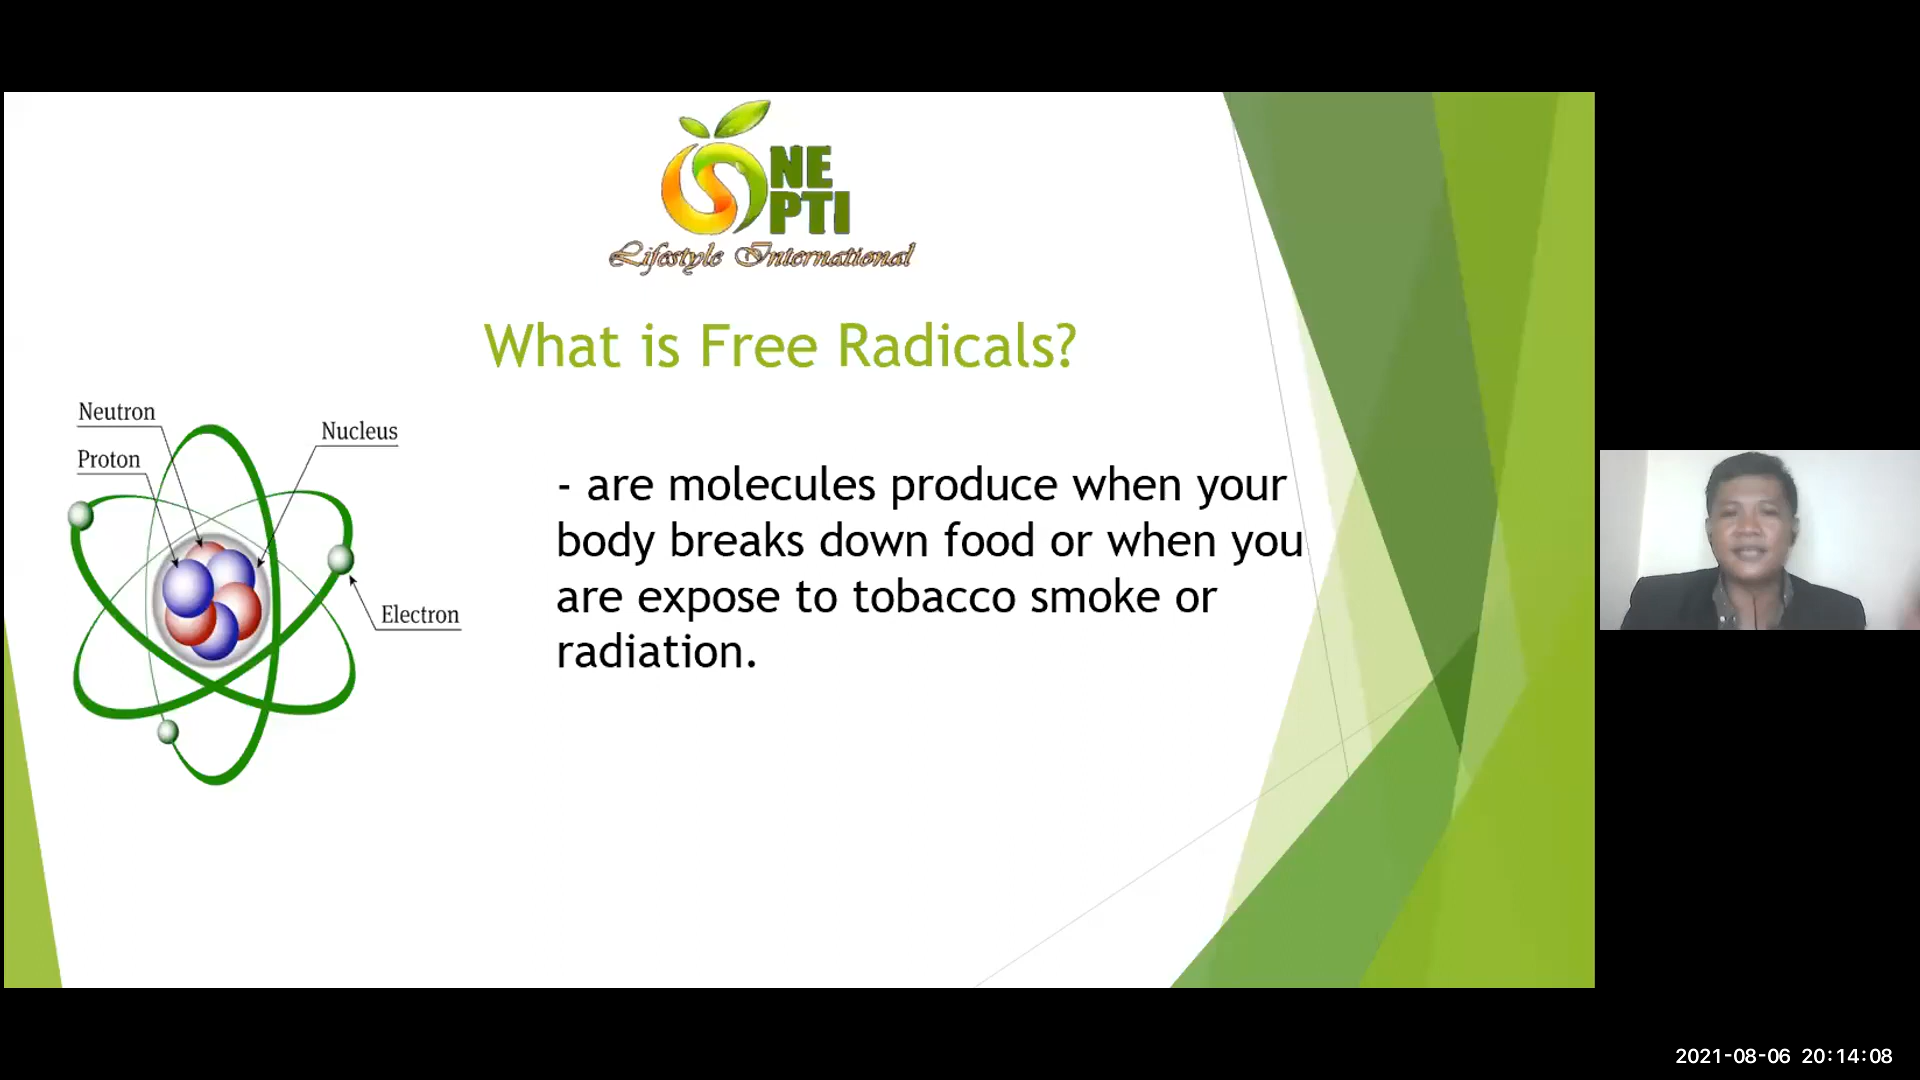 NE
PTI
Lifestyle International
What is Free Radicals?
Neutron
Nucleus
Proton
- are molecules produce when your
body breaks down food or when you
are expose to tobacco smoke or
Electron
radiation.
2021-08-06 20:14:08